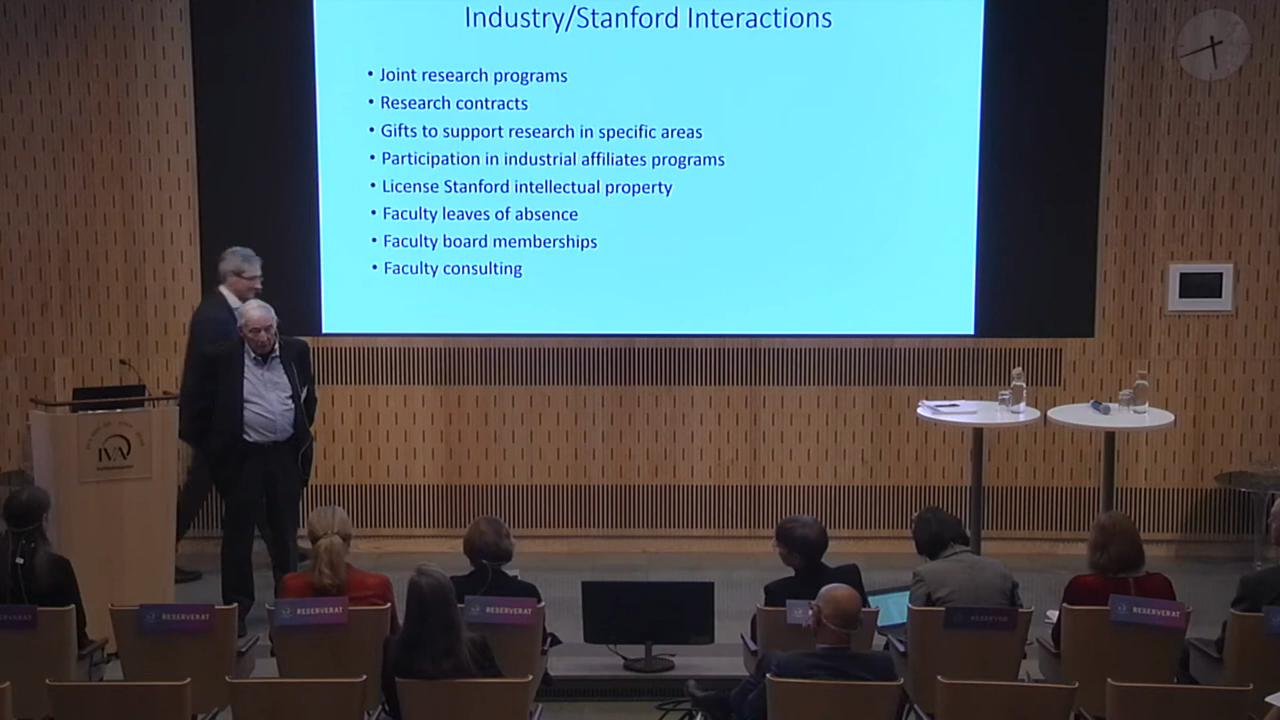 Industry/Stanford Interactions
• Joint research programs
• Research contracts
• Gifts to support research in specific areas
• Participation in industrial affiliates programs
• License Stanford intellectual property
• Faculty leaves of absence
• Faculty board memberships
• Faculty consulting
IVA
RESERVERAT
RESERVERAT
RESERVERAT
RESERVERAT
RESERVERAT